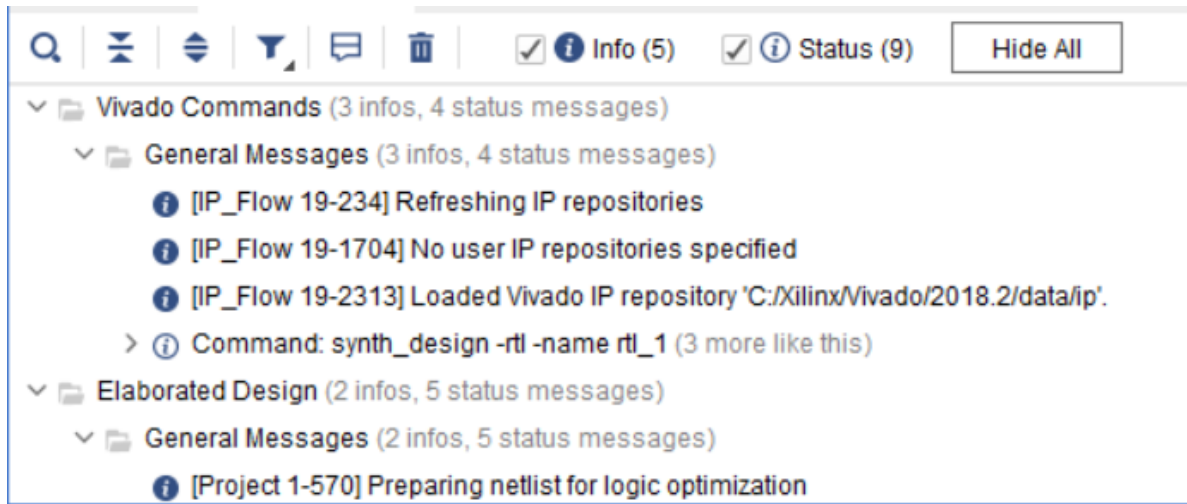 Info (5) Status (9) Hide All
Vivado Commands (3 infos, 4 status messages)
General Messages (3 infos, 4 status messages)
[IP_Flow 19-234] Refreshing IP repositories
[IP_Flow 19-1704] No user IP repositories specified
[IP_Flow 19-2313] Loaded Vivado IP repository 'C:/Xilinx/Vivado/2018.2/data/ip'.
Command: synth_design -rtl -name rtl_1 (3 more like this)
Elaborated Design (2 infos, 5 status messages)
General Messages (2 infos, 5 status messages)
[Project 1-570] Preparing netlist for logic optimization